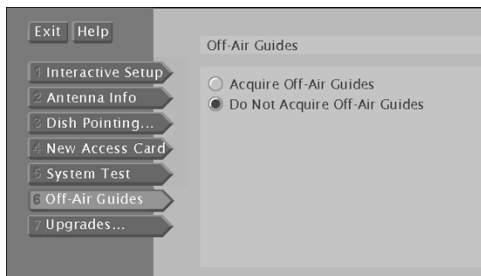 Exit Help
Off-Air Guides
1 Interactive Setup
2 Antenna Info
3 Dish Pointing...
4 New Access Card
5 System Test
6 Off-Air Guides
7 Upgrades...
Acquire Off-Air Guides
Do Not Acquire Off-Air Guides